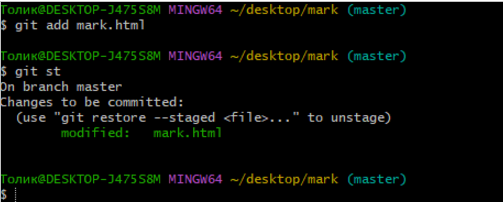 Толик@DESKTOP-J475S8M MINGW64 ~/desktop/mark (master)
$ git add mark.html
Толик@DESKTOP-J475S8M MINGW64 ~/desktop/mark (master)
$ git st
On branch master
Changes to be committed:
(use "git restore --staged <file>..." to unstage)
modified: mark.html
Толик@DESKTOP-J475S8M MINGW64 ~/desktop/mark (master)
$